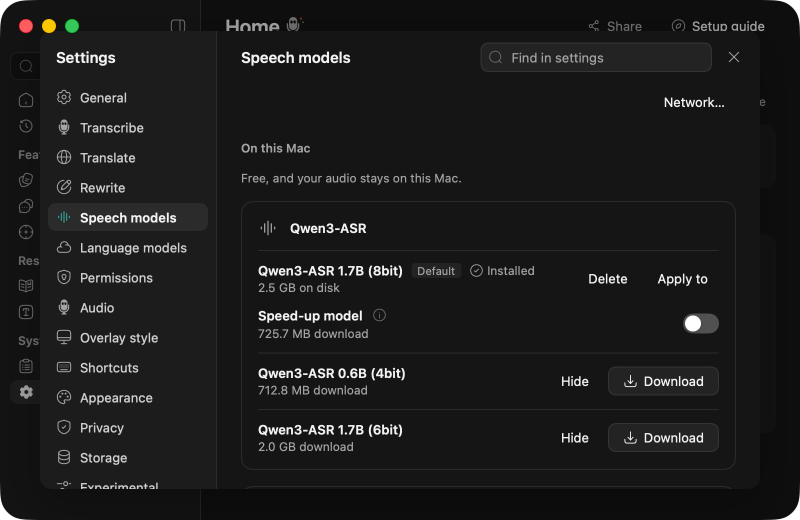 Home
Share
Setup guide
Settings
Speech models
Find in settings
General
Transcribe
Translate
Rewrite
Speech models
Language models
Permissions
Audio
Overlay style
Shortcuts
Appearance
Privacy
Storage
Experimental
Fea
Res
Sys
Network...
On this Mac
Free, and your audio stays on this Mac.
Qwen3-ASR
Qwen3-ASR 1.7B (8bit) Default Installed
2.5 GB on disk
Delete
Apply to
Speed-up model
725.7 MB download
Qwen3-ASR 0.6B (4bit)
712.8 MB download
Hide
Download
Qwen3-ASR 1.7B (6bit)
2.0 GB download
Hide
Download